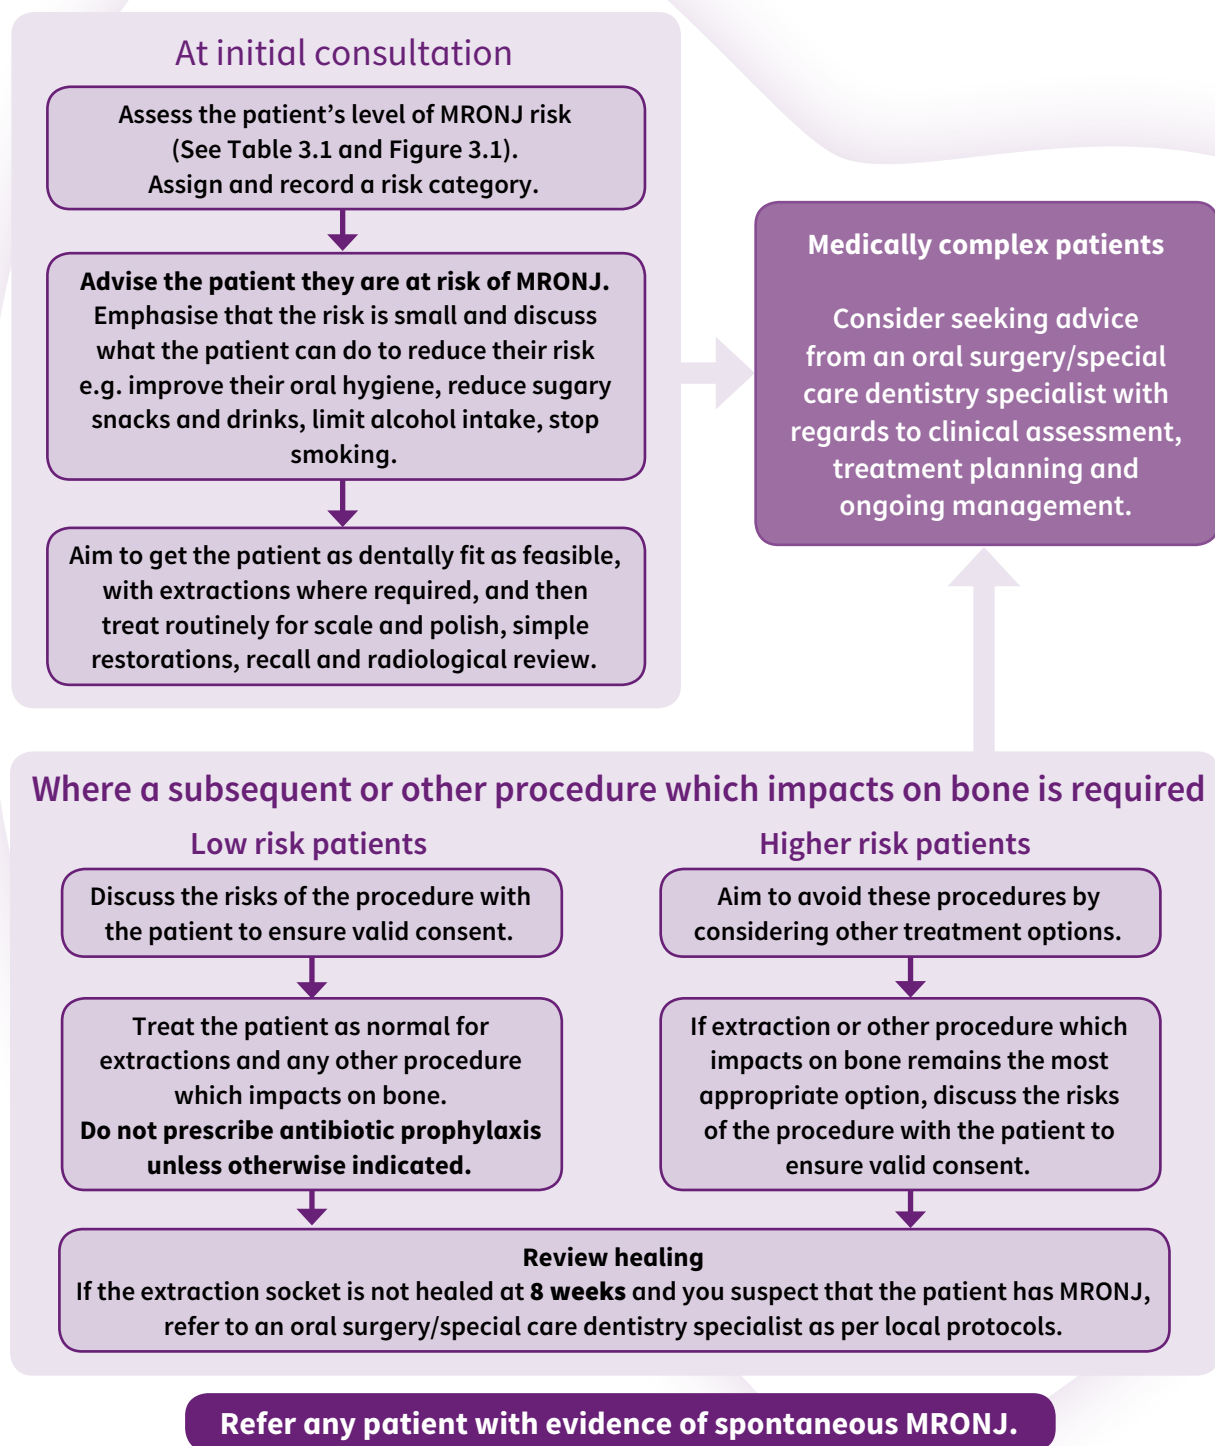 At initial consultation
Assess the patient’s level of MRONJ risk
(See Table 3.1 and Figure 3.1).
Assign and record a risk category.
Advise the patient they are at risk of MRONJ.
Emphasise that the risk is small and discuss
what the patient can do to reduce their risk
e.g. improve their oral hygiene, reduce sugary
snacks and drinks, limit alcohol intake, stop
smoking.
Aim to get the patient as dentally fit as feasible,
with extractions where required, and then
treat routinely for scale and polish, simple
restorations, recall and radiological review.
Medically complex patients
Consider seeking advice
from an oral surgery/special
care dentistry specialist with
regards to clinical assessment,
treatment planning and
ongoing management.
Where a subsequent or other procedure which impacts on bone is required
Low risk patients
Discuss the risks of the procedure with
the patient to ensure valid consent.
Treat the patient as normal for
extractions and any other procedure
which impacts on bone.
Do not prescribe antibiotic prophylaxis
unless otherwise indicated.
Higher risk patients
Aim to avoid these procedures by
considering other treatment options.
If extraction or other procedure which
impacts on bone remains the most
appropriate option, discuss the risks
of the procedure with the patient to
ensure valid consent.
Review healing
If the extraction socket is not healed at 8 weeks and you suspect that the patient has MRONJ,
refer to an oral surgery/special care dentistry specialist as per local protocols.
Refer any patient with evidence of spontaneous MRONJ.